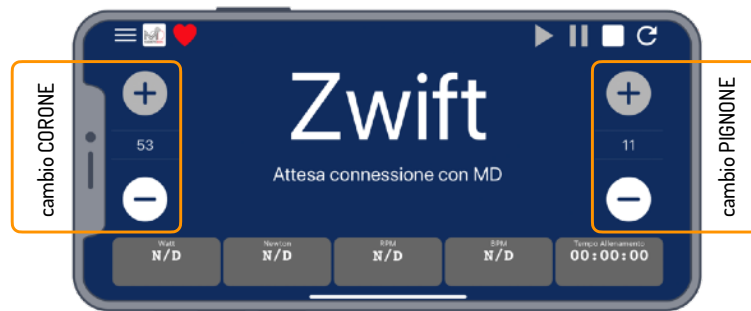 cambio CORONE
53
Zwift
Attesa connessione con MD
11
cambio PIGNONE
Watt
N/D
Newton
N/D
RPM
N/D
BPM
N/D
Tempo Allenamento
00:00:00